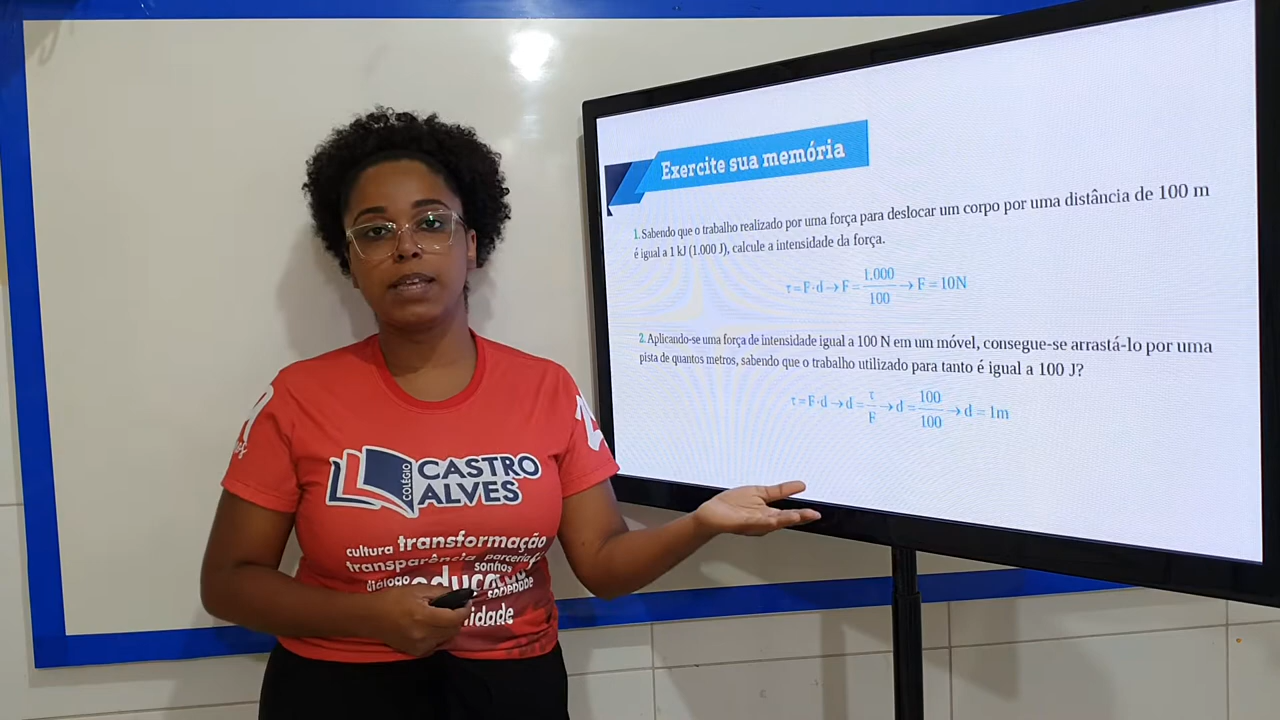 Exercite sua memória
1. Sabendo que o trabalho realizado por uma força para deslocar um corpo por uma distância de 100 m
é igual a 1 kJ (1.000 J), calcule a intensidade da força.
τ = F·d → F = 1.000/100 → F = 10N
2. Aplicando-se uma força de intensidade igual a 100 N em um móvel, consegue-se arrastá-lo por uma
pista de quantos metros, sabendo que o trabalho utilizado para tanto é igual a 100 J?
τ = F·d → d = τ/F → d = 100/100 → d = 1m
COLÉGIO
CASTRO
ALVES
cultura transformação
transparência parceria
diálogo sonhos